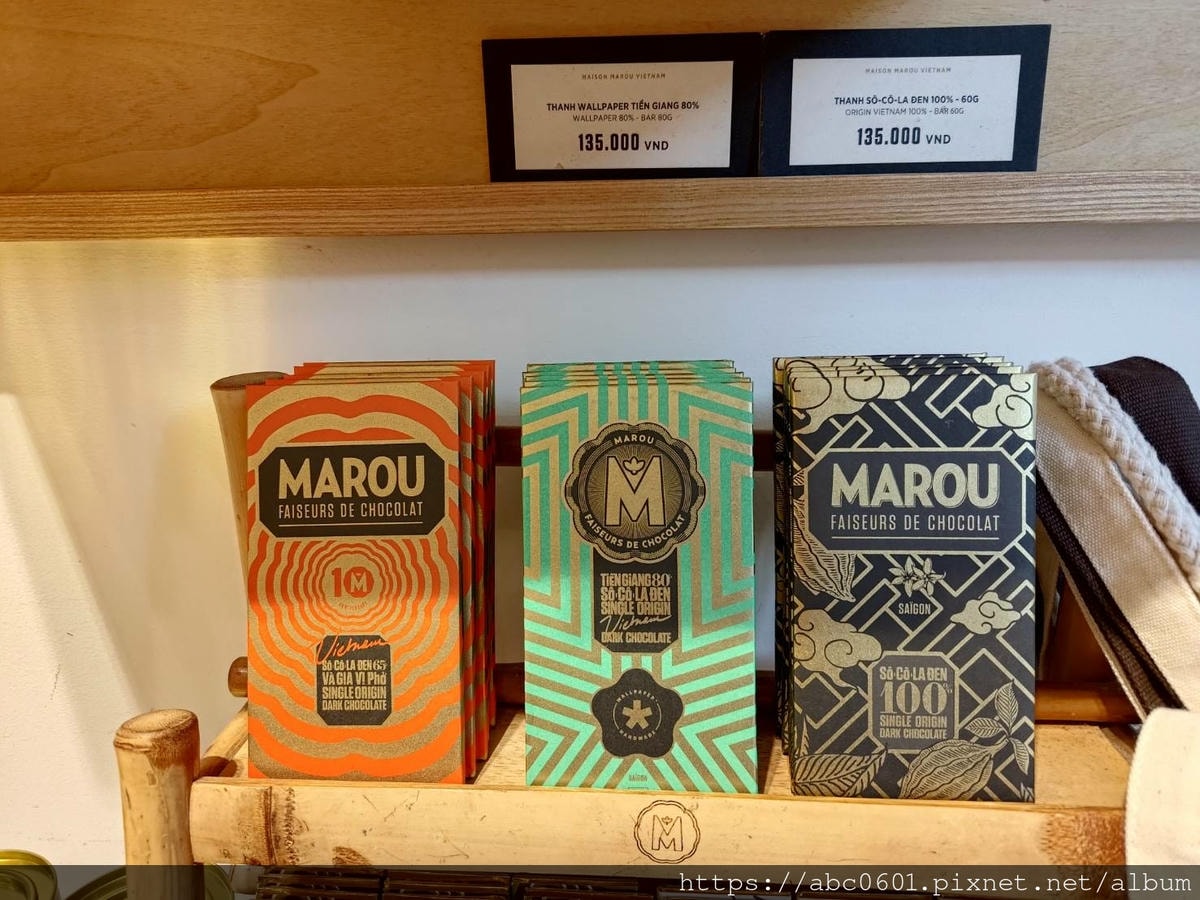 MAISON MAROU VIETNAM
THANH WALLPAPER TIỀN GIANG 80%
WALLPAPER 80% - BAR 80G
135.000 VND
MAISON MAROU VIETNAM
THANH SÔ-CÔ-LA ĐEN 100% - 60G
ORIGIN VIETNAM 100% - BAR 60G
135.000 VND
MAROU
FAISEURS DE CHOCOLAT
10
Vietnam
SÔ-CÔ-LA ĐEN 65%
VÀ GIA VỊ Phở
SINGLE ORIGIN
DARK CHOCOLATE
MAROU
M
FAISEURS DE CHOCOLAT
TIỀN GIANG 80%
SÔ-CÔ-LA ĐEN
SINGLE ORIGIN
Vietnam
DARK CHOCOLATE
WALLPAPER*
HANDMADE
SAIGON
MAROU
FAISEURS DE CHOCOLAT
SAÏGON
SÔ-CÔ-LA ĐEN
100%
SINGLE ORIGIN
DARK CHOCOLATE
M
https://abc0601.pixnet.net/album